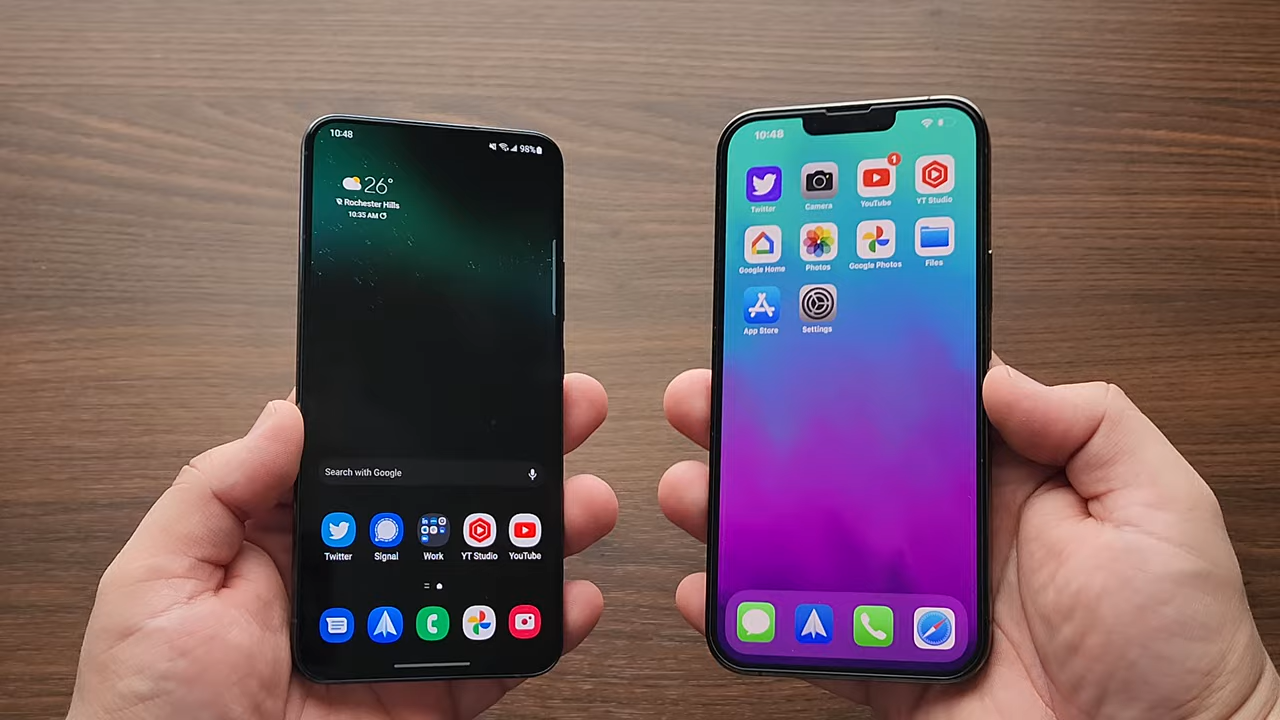 10:48
98%
26°
Rochester Hills
10:35 AM
Search with Google
Twitter Signal Work YT Studio YouTube
10:48
1
Twitter Camera YouTube YT Studio
Google Home Photos Google Photos Files
App Store Settings